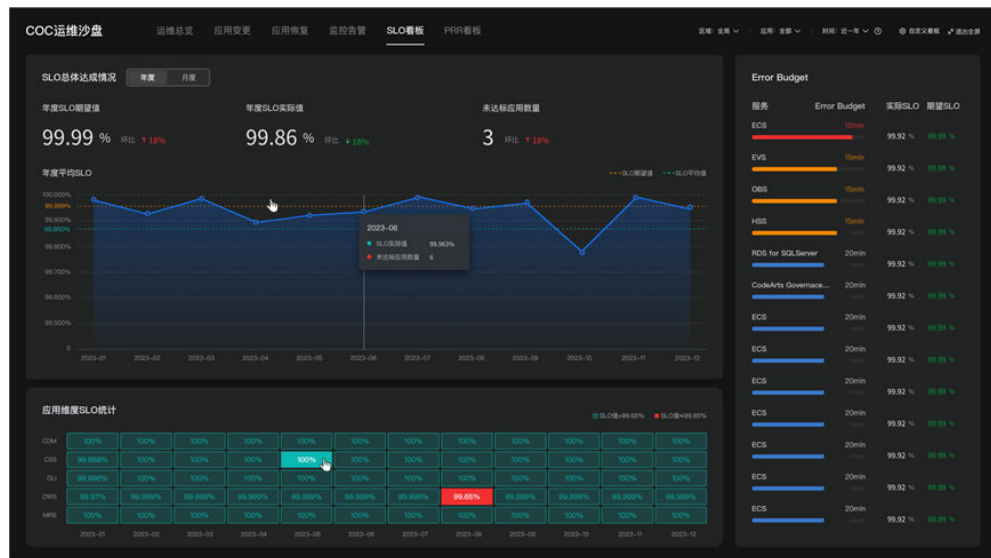 COC运维沙盘 运维总览 应用变更 应用恢复 监控告警 SLO看板 PRR看板 区域: 全局 应用: 全部 时间: 近一年 自定义看板 退出全屏
SLO总体达成情况 年度 月度
年度SLO期望值 年度SLO实际值 未达标应用数量
99.99 % 环比 18% 99.86 % 环比 18% 3 环比 18%
年度平均SLO SLO期望值 SLO平均值
100.000%
99.999%
99.900%
99.850%
99.800%
99.700%
99.600%
99.500%
0
2023-06
SLO实际值 99.963%
未达标应用数量 6
2023-01 2023-02 2023-03 2023-04 2023-05 2023-06 2023-07 2023-08 2023-09 2023-10 2023-11 2023-12
应用维度SLO统计 SLO值>99.65% SLO值≤99.65%
CDM 100% 100% 100% 100% 100% 100% 100% 100% 100% 100% 100% 100%
CSS 99.999% 100% 100% 100% 100% 100% 100% 100% 100% 100% 100% 100%
DLI 99.999% 100% 100% 100% 100% 100% 100% 100% 100% 100% 100% 100%
DWS 99.97% 99.999% 99.999% 99.999% 99.999% 99.999% 99.999% 99.65% 99.999% 99.999% 99.999% 99.999%
MRS 100% 100% 100% 100% 100% 100% 100% 100% 100% 100% 100% 100%
2023-01 2023-02 2023-03 2023-04 2023-05 2023-06 2023-07 2023-08 2023-09 2023-10 2023-11 2023-12
Error Budget
服务 Error Budget 实际SLO 期望SLO
ECS 12min
99.92 % 99.99 %
EVS 15min
99.92 % 99.99 %
OBS 15min
99.92 % 99.99 %
HSS 15min
99.92 % 99.99 %
RDS for SQLServer 20min
99.92 % 99.99 %
CodeArts Governace... 20min
99.92 % 99.99 %
ECS 20min
99.92 % 99.99 %
ECS 20min
99.92 % 99.99 %
ECS 20min
99.92 % 99.99 %
ECS 20min
99.92 % 99.99 %
ECS 20min
99.92 % 99.99 %
ECS 20min
99.92 % 99.99 %
ECS 20min
99.92 % 99.99 %